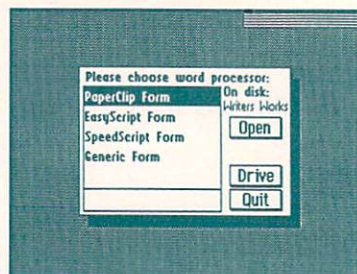 Please choose word processor:
PaperClip Form
EasyScript Form
SpeedScript Form
Generic Form
On disk:
Writers Works
Open
Drive
Quit